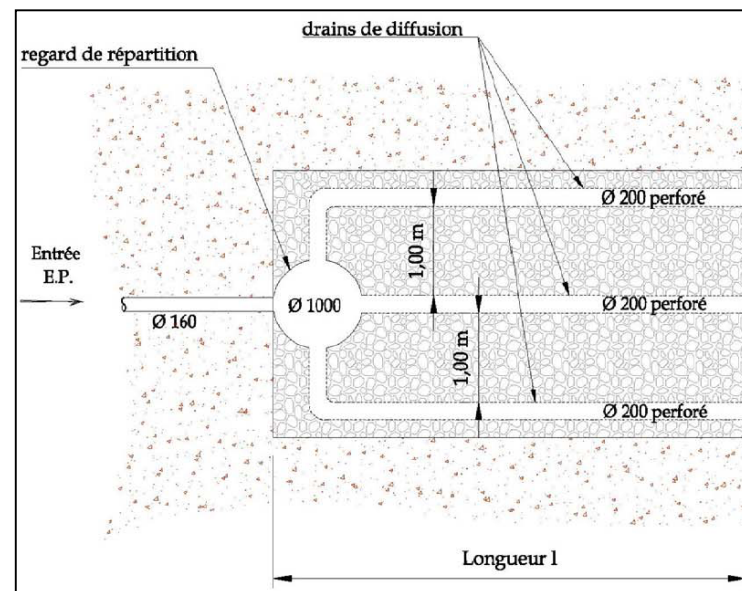 drains de diffusion
regard de répartition
Ø 200 perforé
1,00 m
Entrée
E.P.
Ø 160
Ø 1000
Ø 200 perforé
1,00 m
Ø 200 perforé
Longueur l